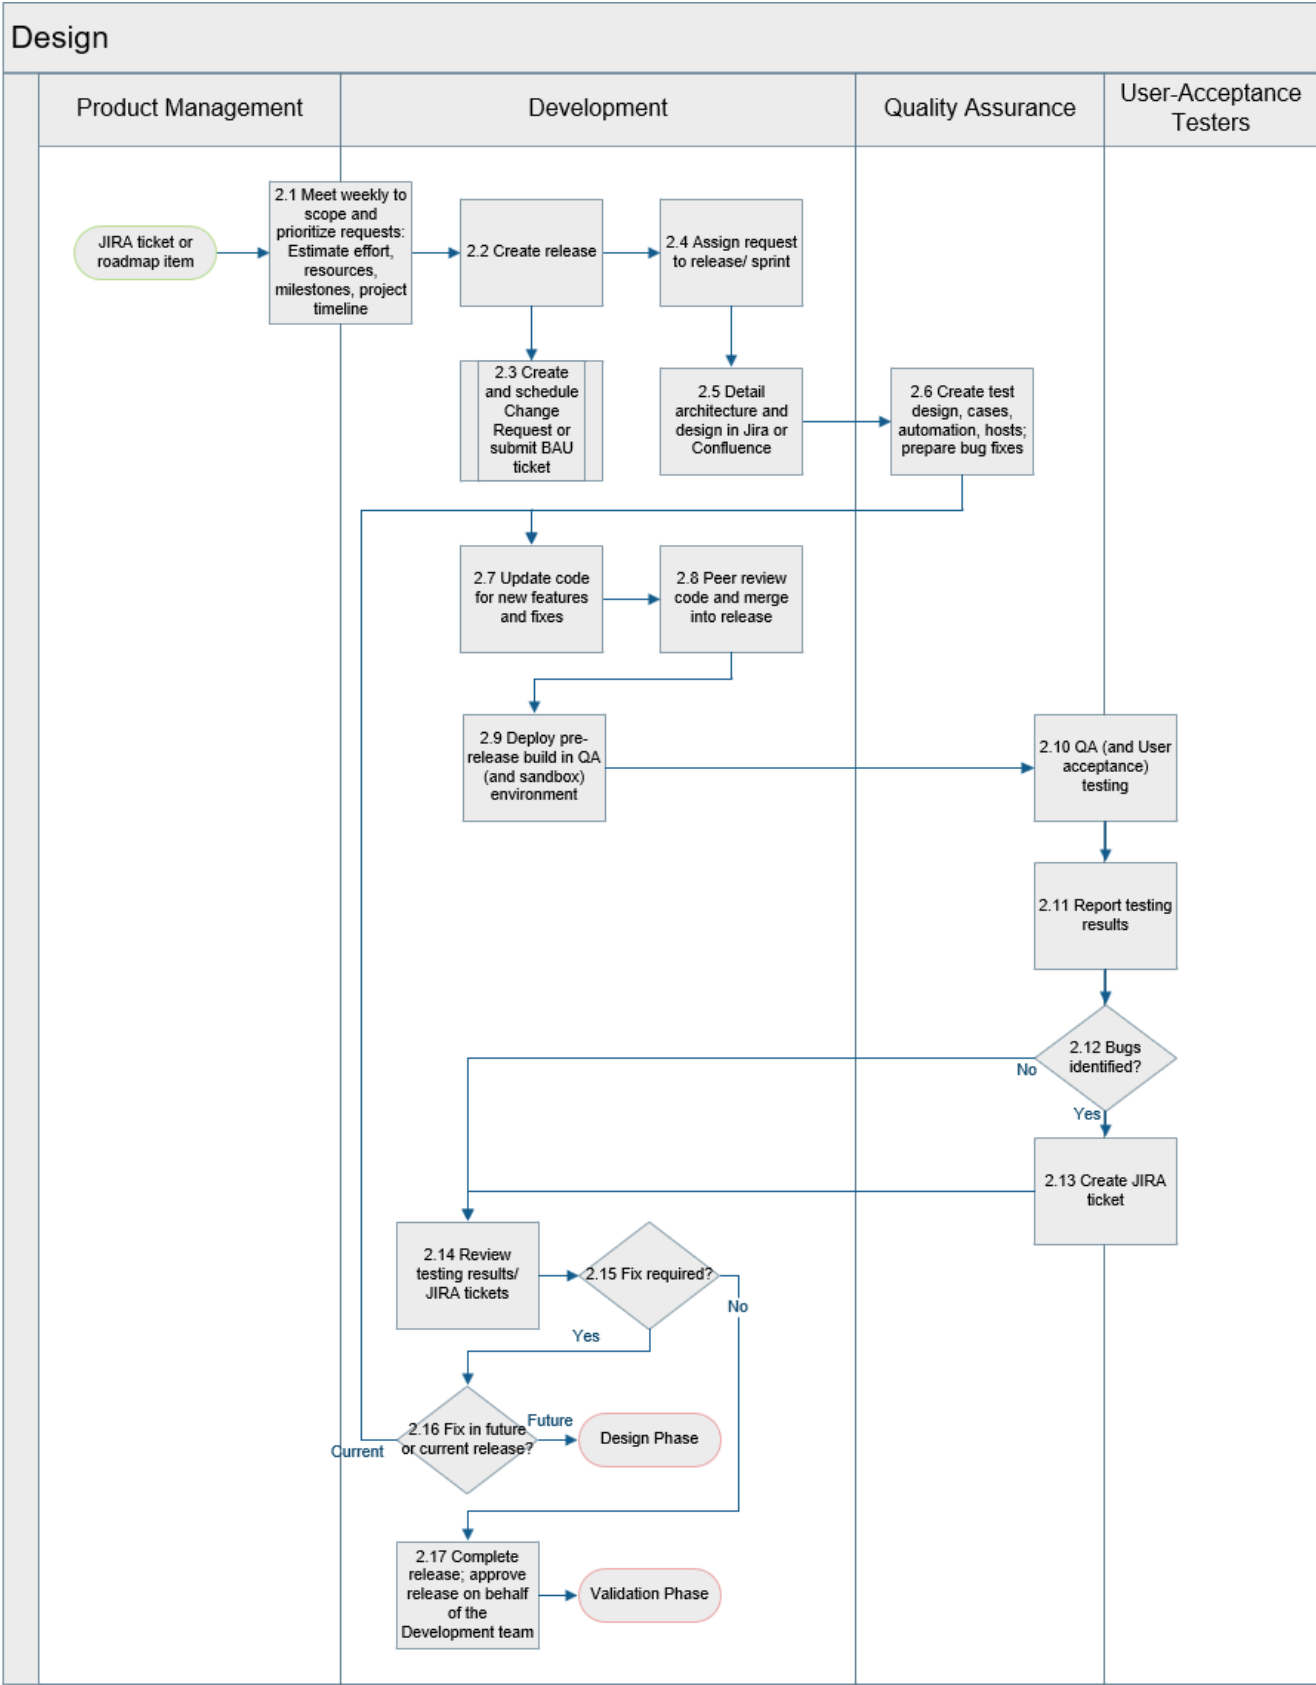 Design
Product Management
Development
Quality Assurance
User-Acceptance
Testers
JIRA ticket or
roadmap item
2.1 Meet weekly to
scope and
prioritize requests:
Estimate effort,
resources,
milestones, project
timeline
2.2 Create release
2.4 Assign request
to release/ sprint
2.3 Create
and schedule
Change
Request or
submit BAU
ticket
2.5 Detail
architecture and
design in Jira or
Confluence
2.6 Create test
design, cases,
automation, hosts;
prepare bug fixes
2.7 Update code
for new features
and fixes
2.8 Peer review
code and merge
into release
2.9 Deploy pre-
release build in QA
(and sandbox)
environment
2.10 QA (and User
acceptance)
testing
2.11 Report testing
results
2.12 Bugs
identified?
No
Yes
2.13 Create JIRA
ticket
2.14 Review
testing results/
JIRA tickets
2.15 Fix required?
No
Yes
2.16 Fix in future
or current release?
Future
Current
Design Phase
2.17 Complete
release; approve
release on behalf
of the
Development team
Validation Phase